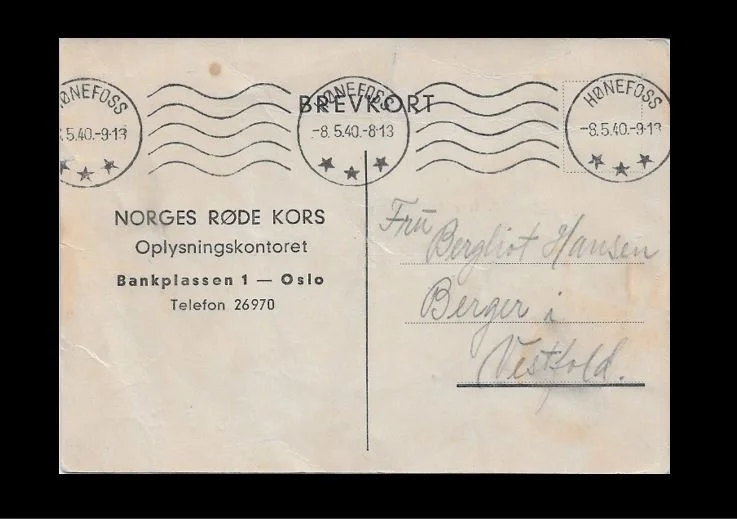 HØNEFOSS
8.5.40.-9-13
BREVKORT
HØNEFOSS
-8.5.40.-8-13
HØNEFOSS
-8.5.40.-9-13
NORGES RØDE KORS
Oplysningskontoret
Bankplassen 1 — Oslo
Telefon 26970
Fru Bergliot Hansen
Berger i
Vestfold.